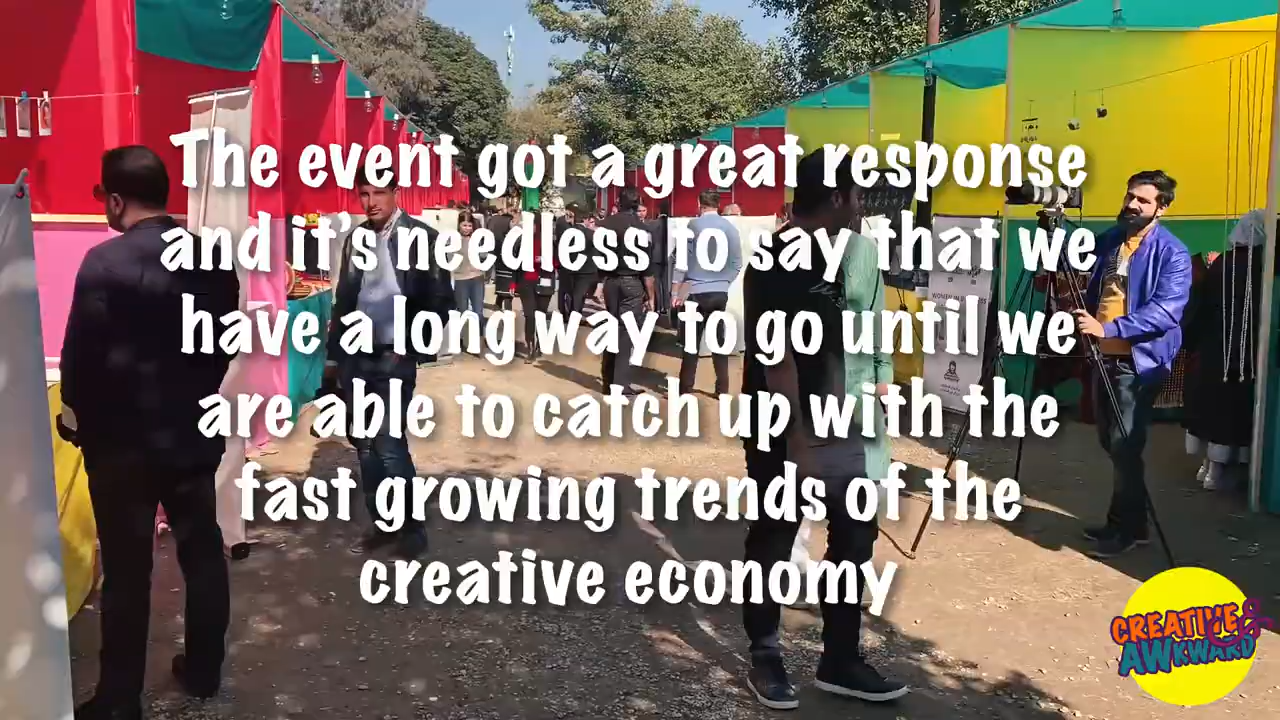 The event got a great response
and it's needless to say that we
have a long way to go until we
are able to catch up with the
fast growing trends of the
creative economy
CREATIVE &
AWKWARD